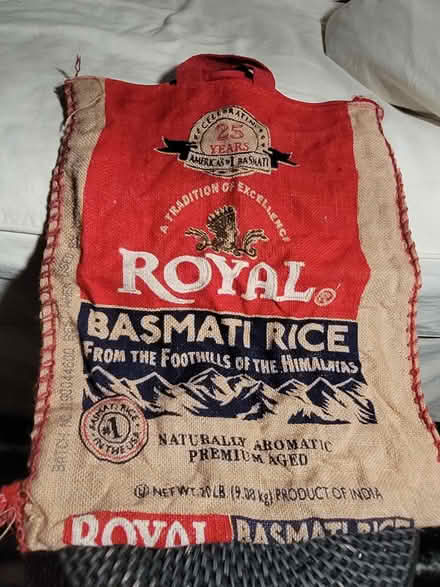 CELEBRATING
25
YEARS
AMERICA'S #1 BASMATI
A TRADITION OF EXCELLENCE
ROYAL
BASMATI RICE
FROM THE FOOTHILLS OF THE HIMALAYAS
BASMATI RICE
#1
IN THE USA
NATURALLY AROMATIC
PREMIUM AGED
U NET WT. 20LB (9.08 kg) PRODUCT OF INDIA
ROYAL BASMATI RICE